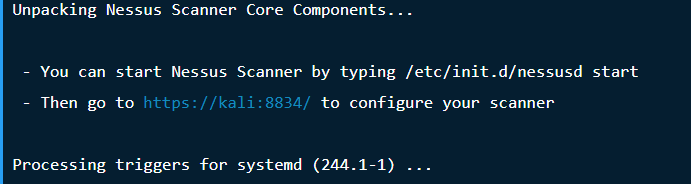 Unpacking Nessus Scanner Core Components...
- You can start Nessus Scanner by typing /etc/init.d/nessusd start
- Then go to https://kali:8834/ to configure your scanner
Processing triggers for systemd (244.1-1) ...